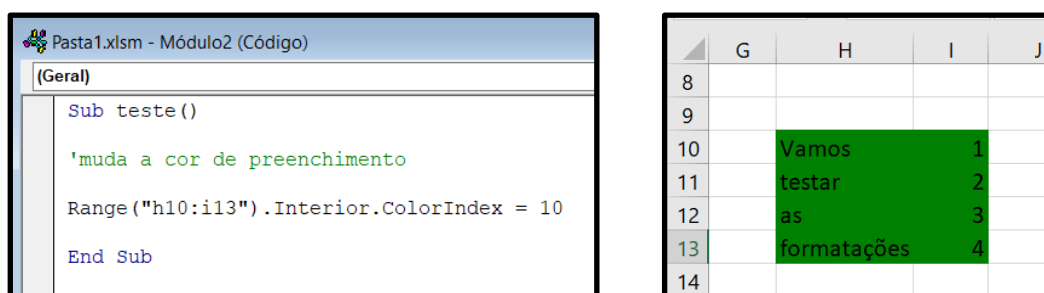 Pasta1.xlsm - Módulo2 (Código)
(Geral)
Sub teste()
'muda a cor de preenchimento
Range("h10:i13").Interior.ColorIndex = 10
End Sub
G H I J
8
9
10 Vamos 1
11 testar 2
12 as 3
13 formatações 4
14